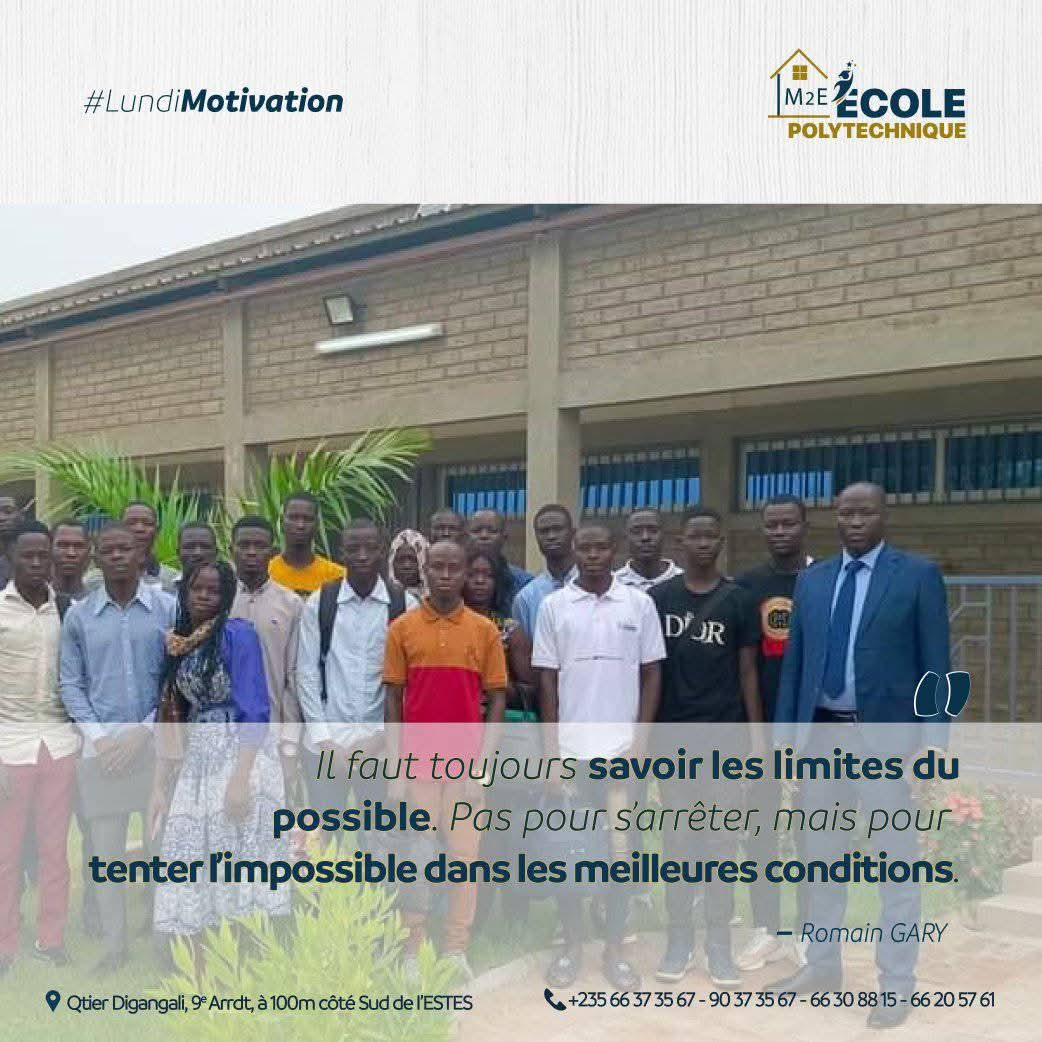 #LundiMotivation
M2E ÉCOLE
POLYTECHNIQUE
DIOR
Il faut toujours savoir les limites du
possible. Pas pour s'arrêter, mais pour
tenter l'impossible dans les meilleures conditions.
– Romain GARY
Qtier Digangali, 9e Arrdt, à 100m côté Sud de l'ESTES
+235 66 37 35 67 - 90 37 35 67 - 66 30 88 15 - 66 20 57 61